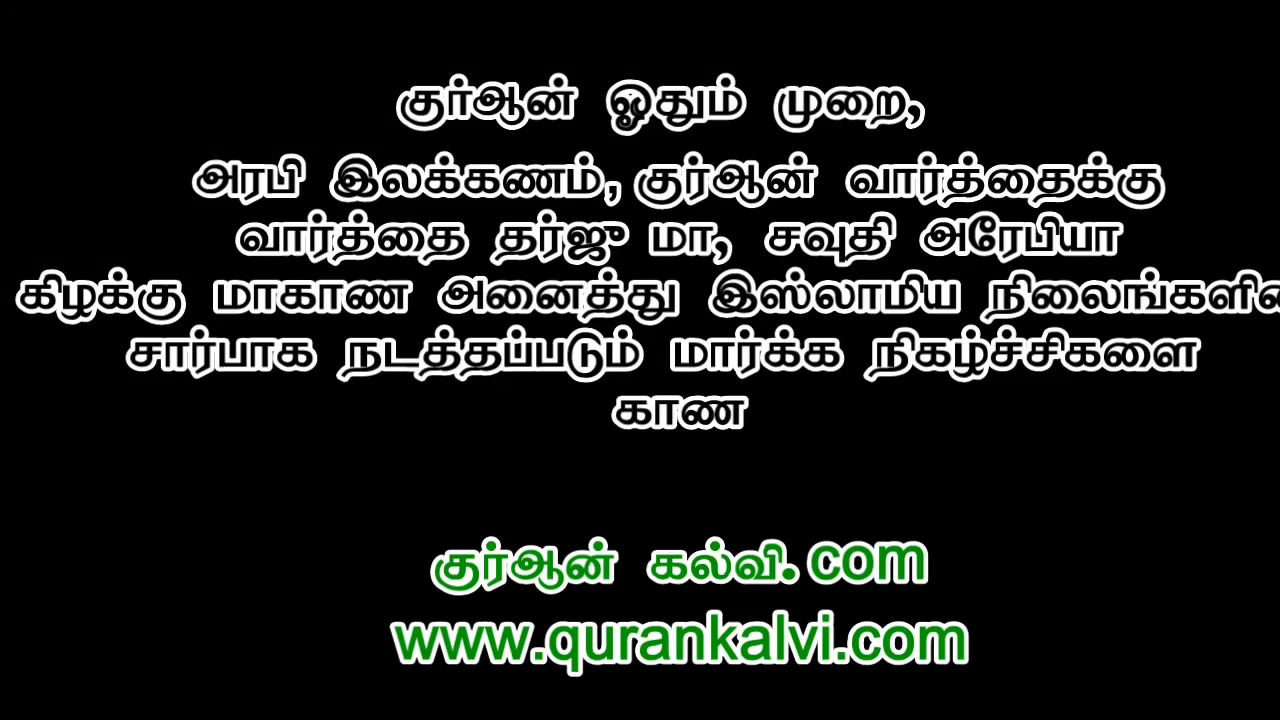 குர்ஆன் ஓதும் முறை,
அரபி இலக்கணம், குர்ஆன் வார்த்தைக்கு
வார்த்தை தர்ஜு மா, சவுதி அரேபியா
கிழக்கு மாகாண அனைத்து இஸ்லாமிய
சார்பாக நடத்தப்படும் மார்க்க நிகழ்ச்சிகளை
காண
குர்ஆன் கல்வி. com
www.qurankalvi.com